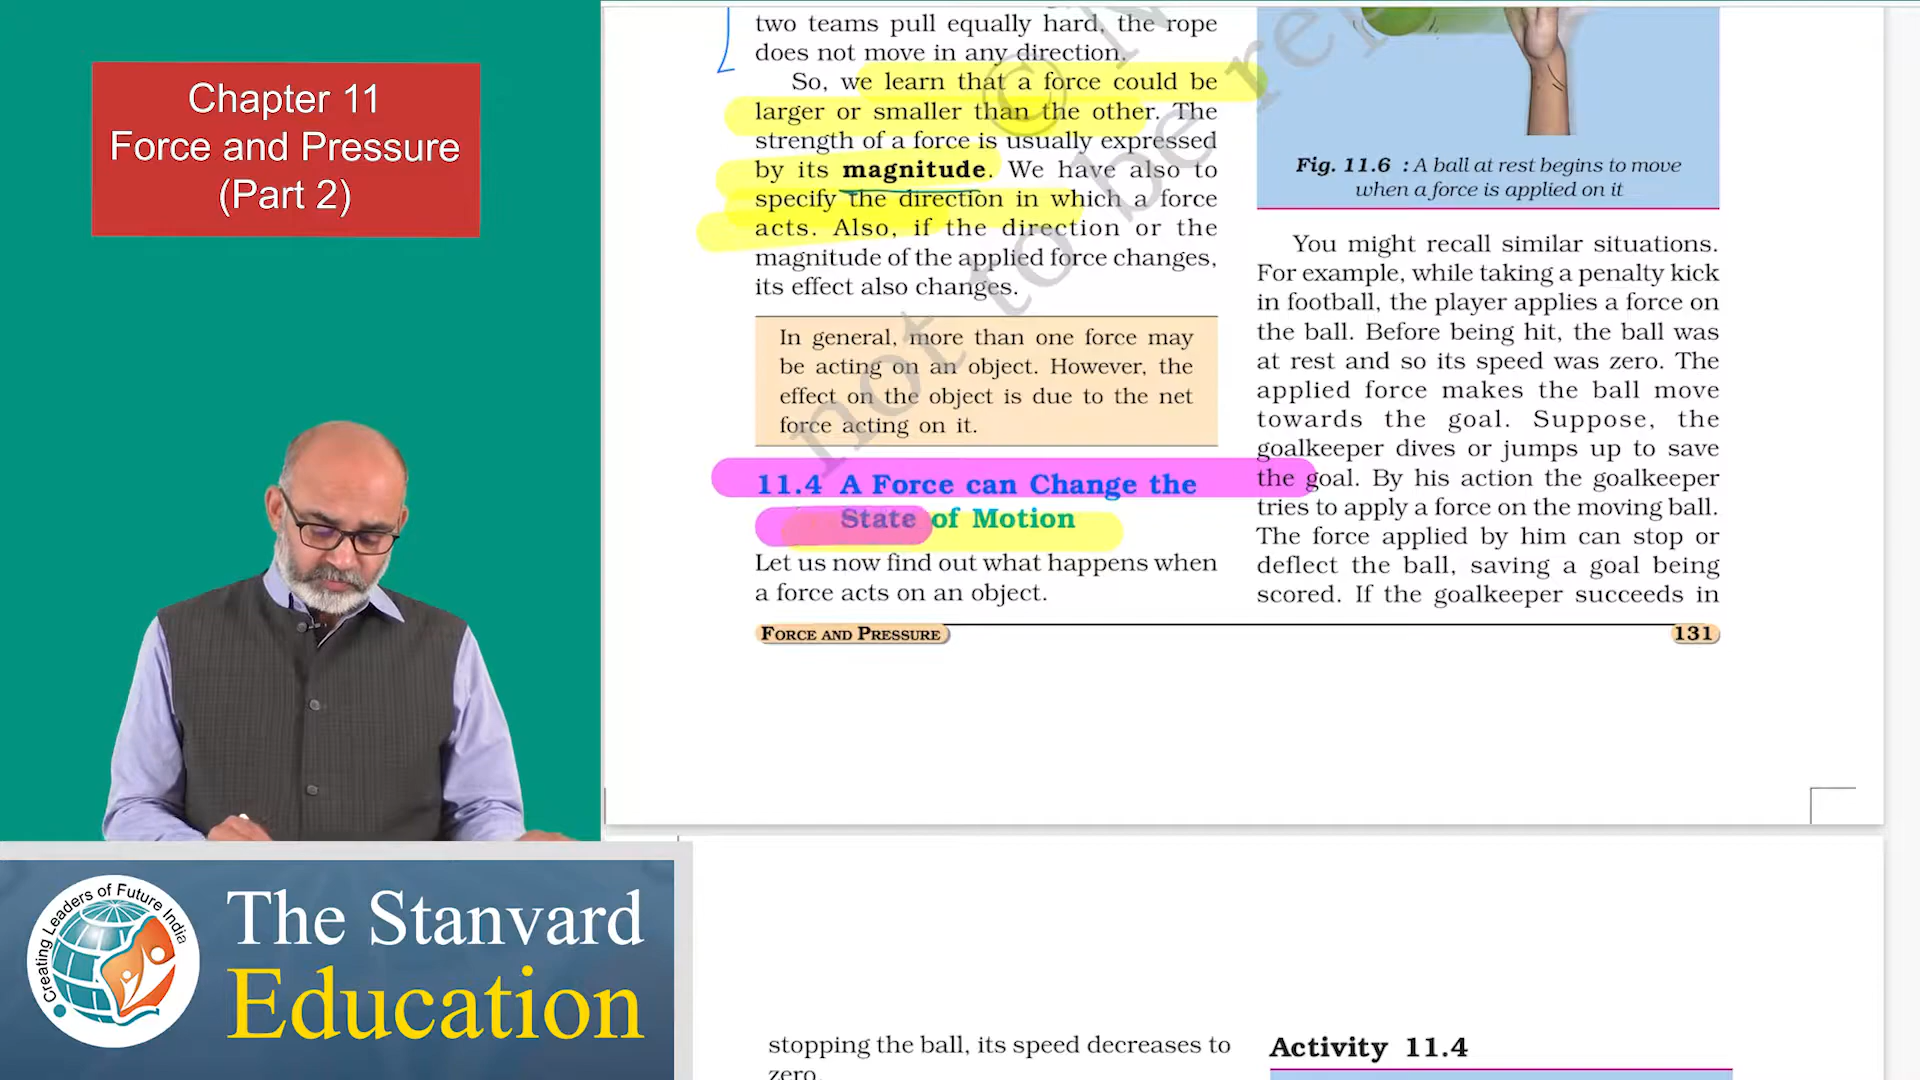 Chapter 11
Force and Pressure
(Part 2)
two teams pull equally hard, the rope
does not move in any direction.
So, we learn that a force could be
larger or smaller than the other. The
strength of a force is usually expressed
by its magnitude. We have also to
specify the direction in which a force
acts. Also, if the direction or the
magnitude of the applied force changes,
its effect also changes.
In general, more than one force may
be acting on an object. However, the
effect on the object is due to the net
force acting on it.
11.4 A Force can Change the
State of Motion
Let us now find out what happens when
a force acts on an object.
Fig. 11.6 : A ball at rest begins to move
when a force is applied on it
You might recall similar situations.
For example, while taking a penalty kick
in football, the player applies a force on
the ball. Before being hit, the ball was
at rest and so its speed was zero. The
applied force makes the ball move
towards the goal. Suppose, the
goalkeeper dives or jumps up to save
the goal. By his action the goalkeeper
tries to apply a force on the moving ball.
The force applied by him can stop or
deflect the ball, saving a goal being
scored. If the goalkeeper succeeds in
FORCE AND PRESSURE
131
not to be re
© N
stopping the ball, its speed decreases to
zero.
Activity 11.4
Creating Leaders of Future India
The Stanvard
Education